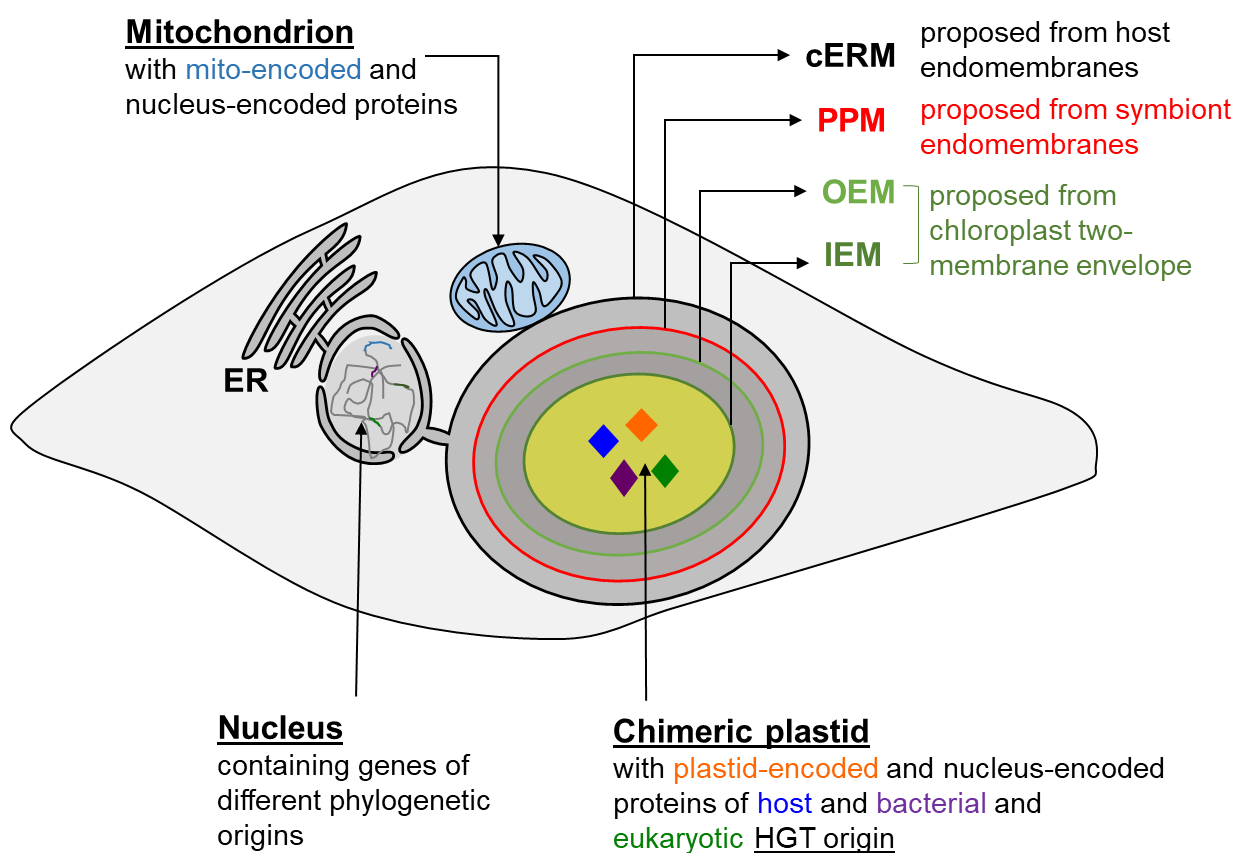 Mitochondrion
with mito-encoded and
nucleus-encoded proteins
cERM
proposed from host
endomembranes
PPM
proposed from symbiont
endomembranes
OEM
IEM
proposed from
chloroplast two-
membrane envelope
ER
Nucleus
containing genes of
different phylogenetic
origins
Chimeric plastid
with plastid-encoded and nucleus-encoded
proteins of host and bacterial and
eukaryotic HGT origin